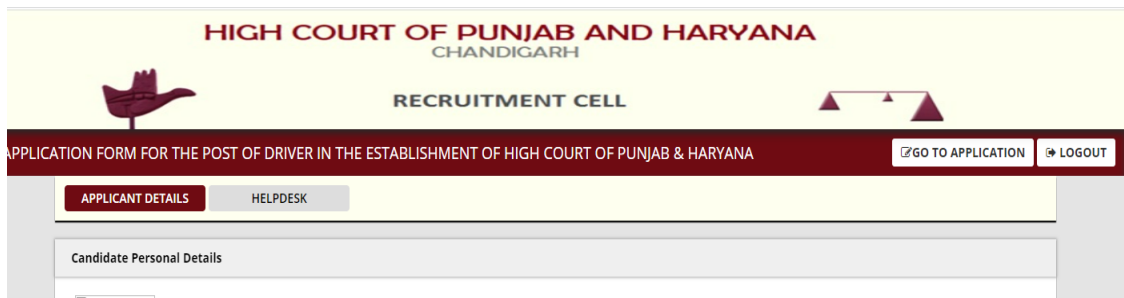 HIGH COURT OF PUNJAB AND HARYANA
CHANDIGARH
RECRUITMENT CELL
APPLICATION FORM FOR THE POST OF DRIVER IN THE ESTABLISHMENT OF HIGH COURT OF PUNJAB & HARYANA
GO TO APPLICATION
LOGOUT
APPLICANT DETAILS
HELPDESK
Candidate Personal Details